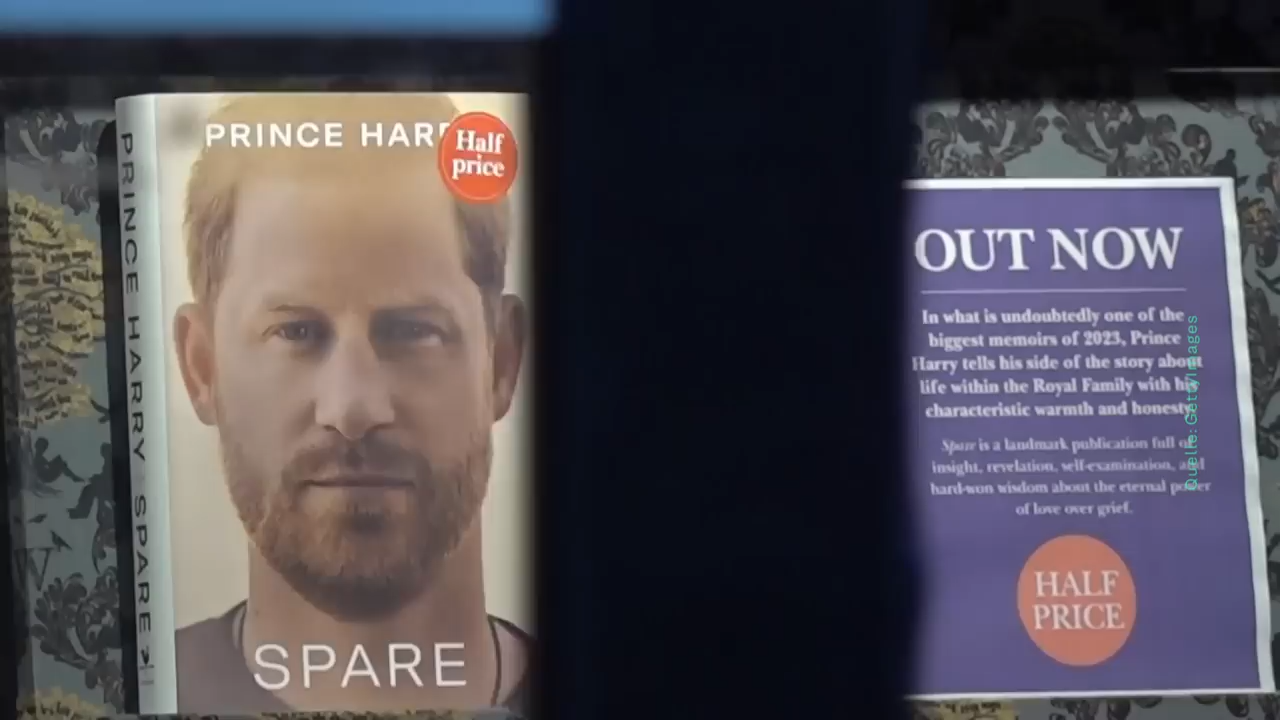 PRINCE HARRY SPARE
PRINCE HAR
Half
price
SPARE
OUT NOW
In what is undoubtedly one of the
biggest memoirs of 2023, Prince
Harry tells his side of the story about
life within the Royal Family with his
characteristic warmth and honesty.
Spare is a landmark publication full of
insight, revelation, self-examination, and
hard-won wisdom about the eternal power
of love over grief.
HALF
PRICE
Quelle: GettyImages